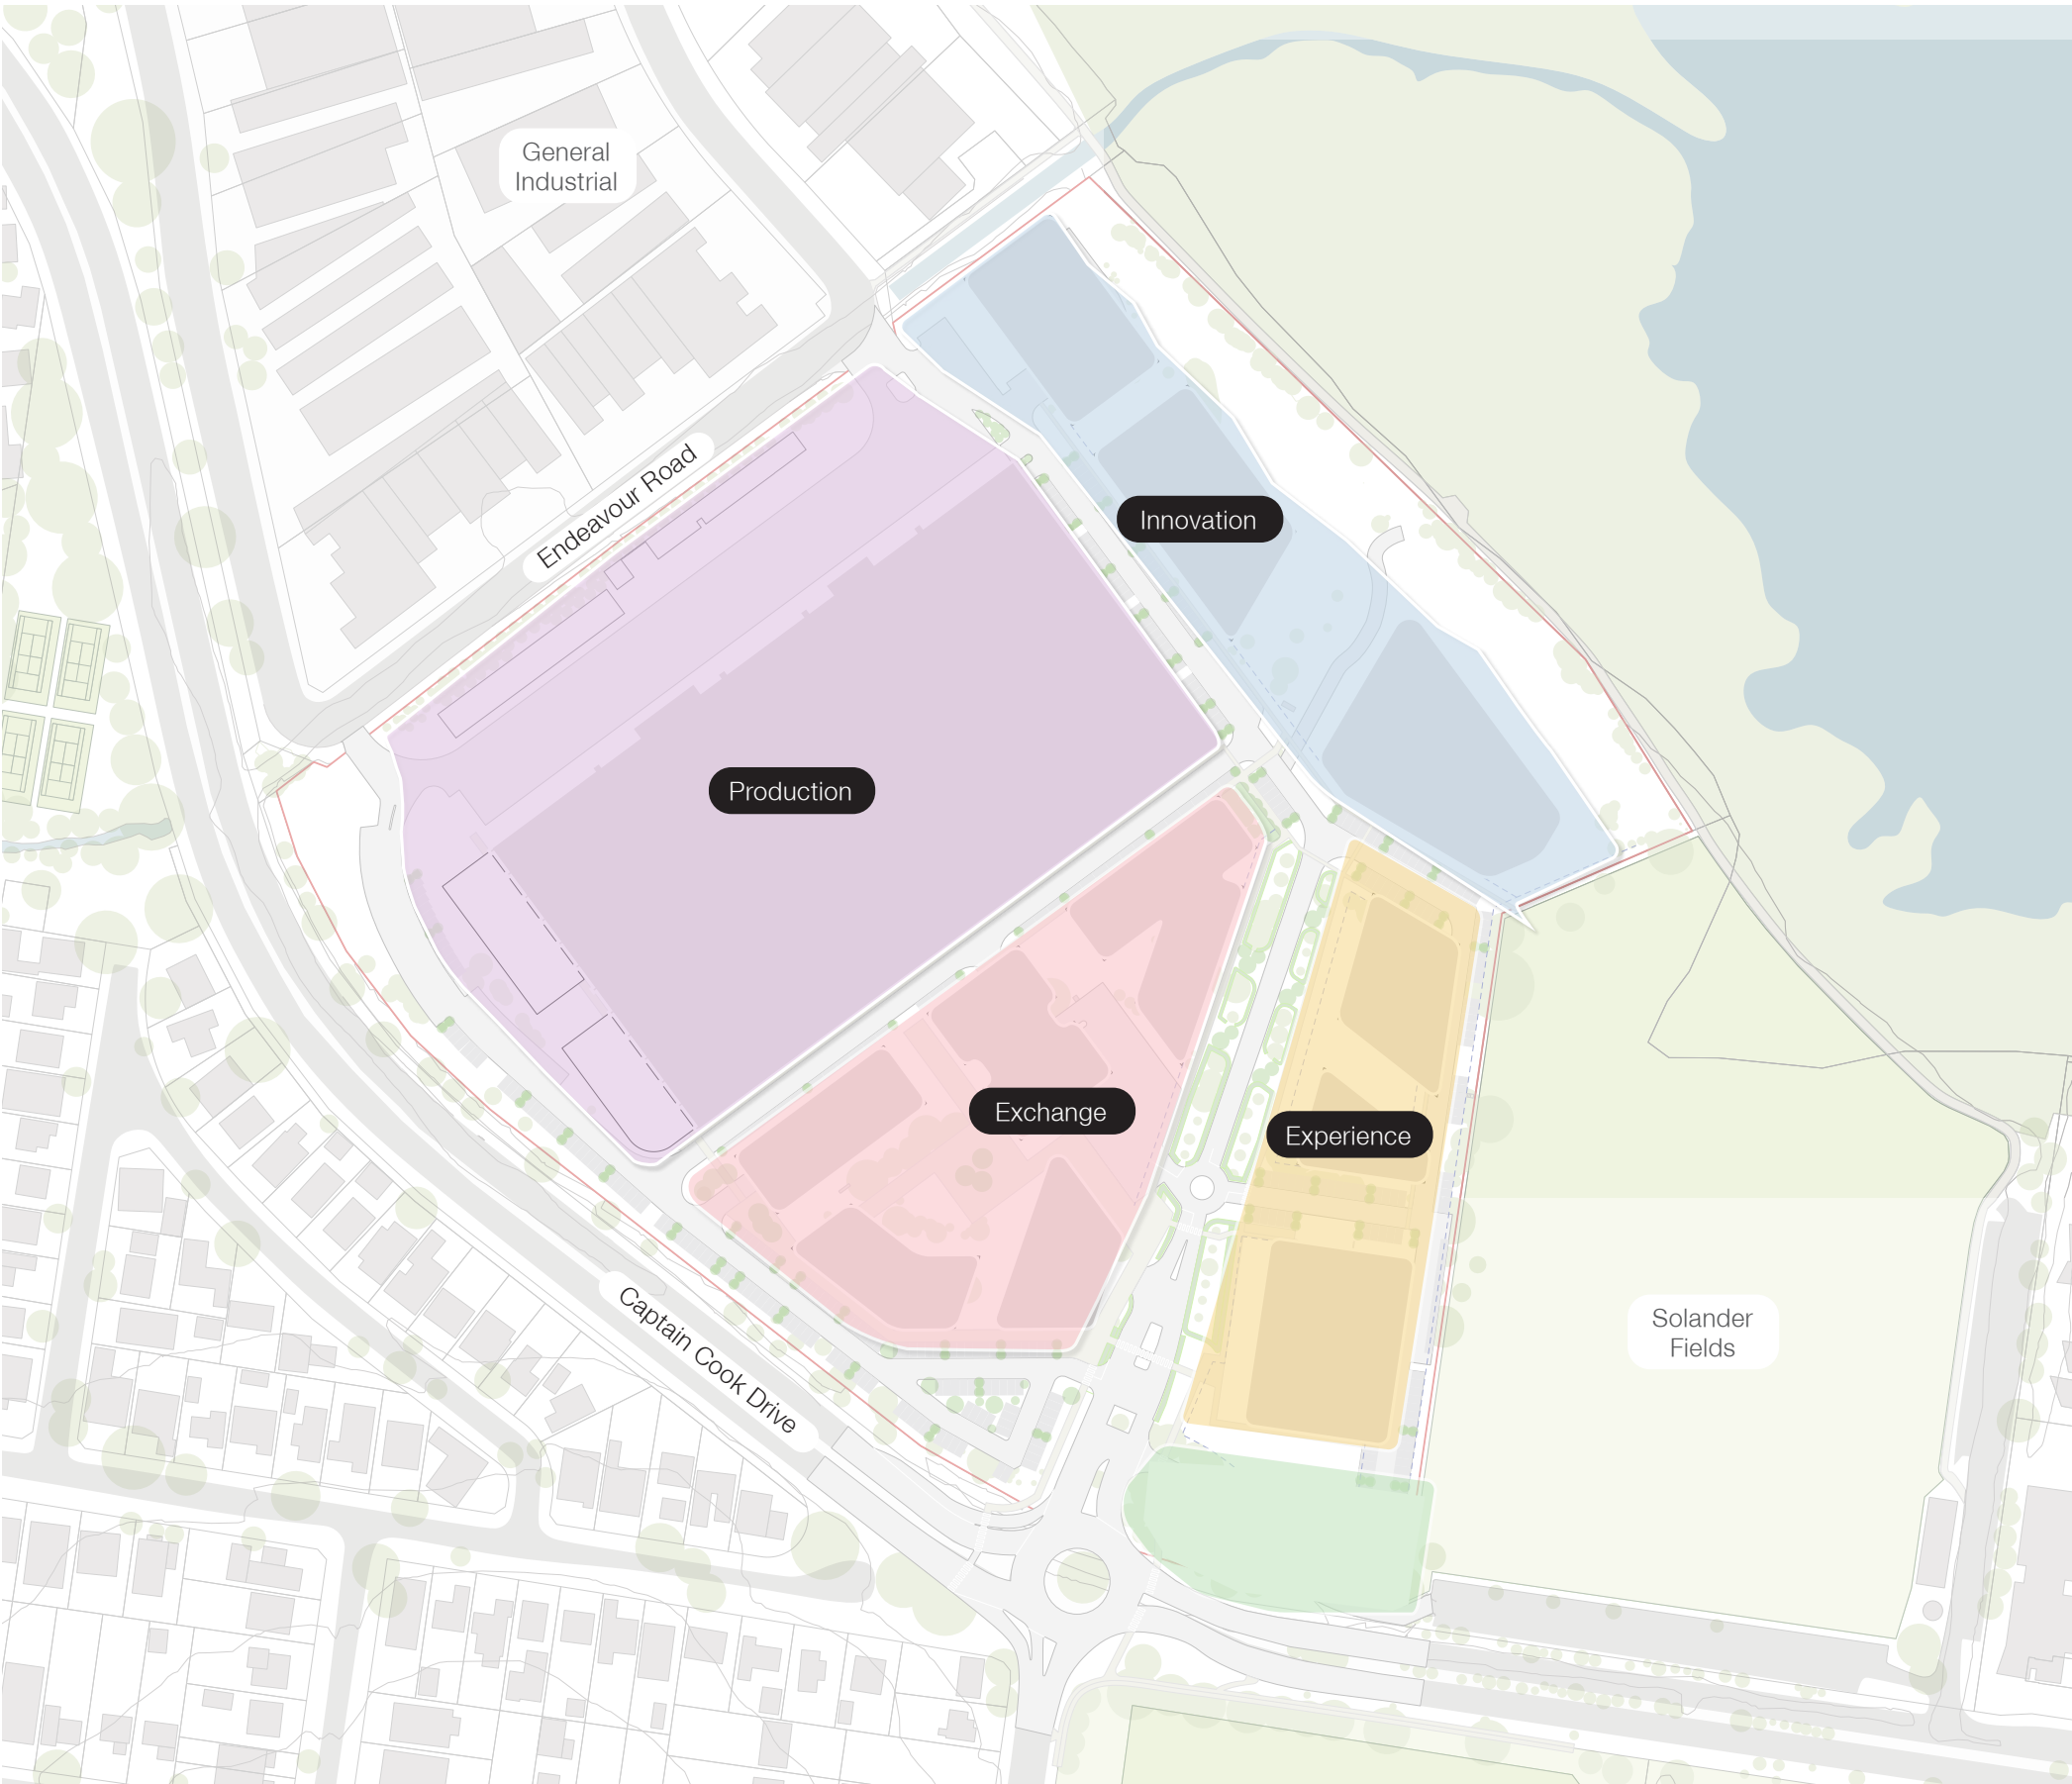 General
Industrial
Endeavour Road
Innovation
Production
Exchange
Experience
Captain Cook Drive
Solander
Fields